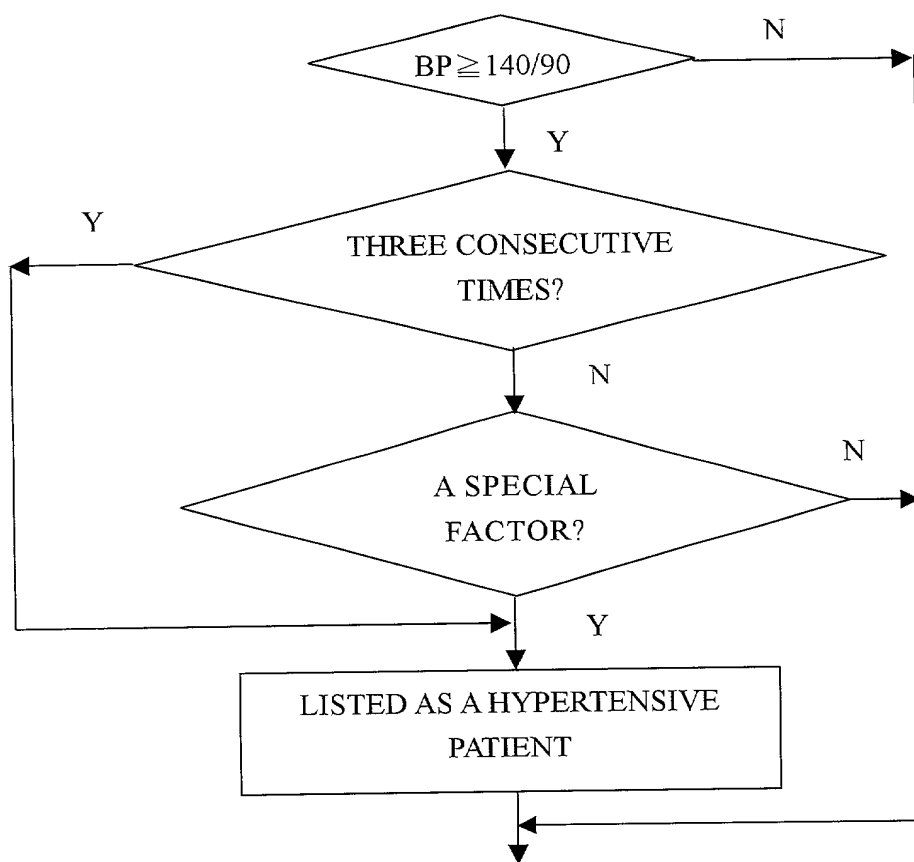 BP≧140/90
N
Y
Y
THREE CONSECUTIVE
TIMES?
N
N
A SPECIAL
FACTOR?
Y
LISTED AS A HYPERTENSIVE
PATIENT